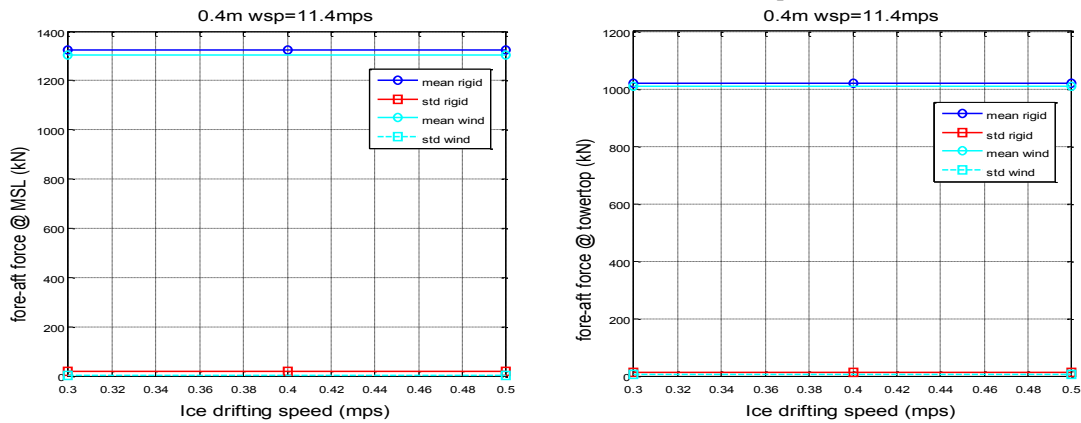 0.4m wsp=11.4mps
1400
1200
1000
800
600
400
200
0
fore-aft force @ MSL (kN)
mean rigid
std rigid
mean wind
std wind
0.3 0.32 0.34 0.36 0.38 0.4 0.42 0.44 0.46 0.48 0.5
Ice drifting speed (mps)
0.4m wsp=11.4mps
1200
1000
800
600
400
200
0
fore-aft force @ towertop (kN)
mean rigid
std rigid
mean wind
std wind
0.3 0.32 0.34 0.36 0.38 0.4 0.42 0.44 0.46 0.48 0.5
Ice drifting speed (mps)